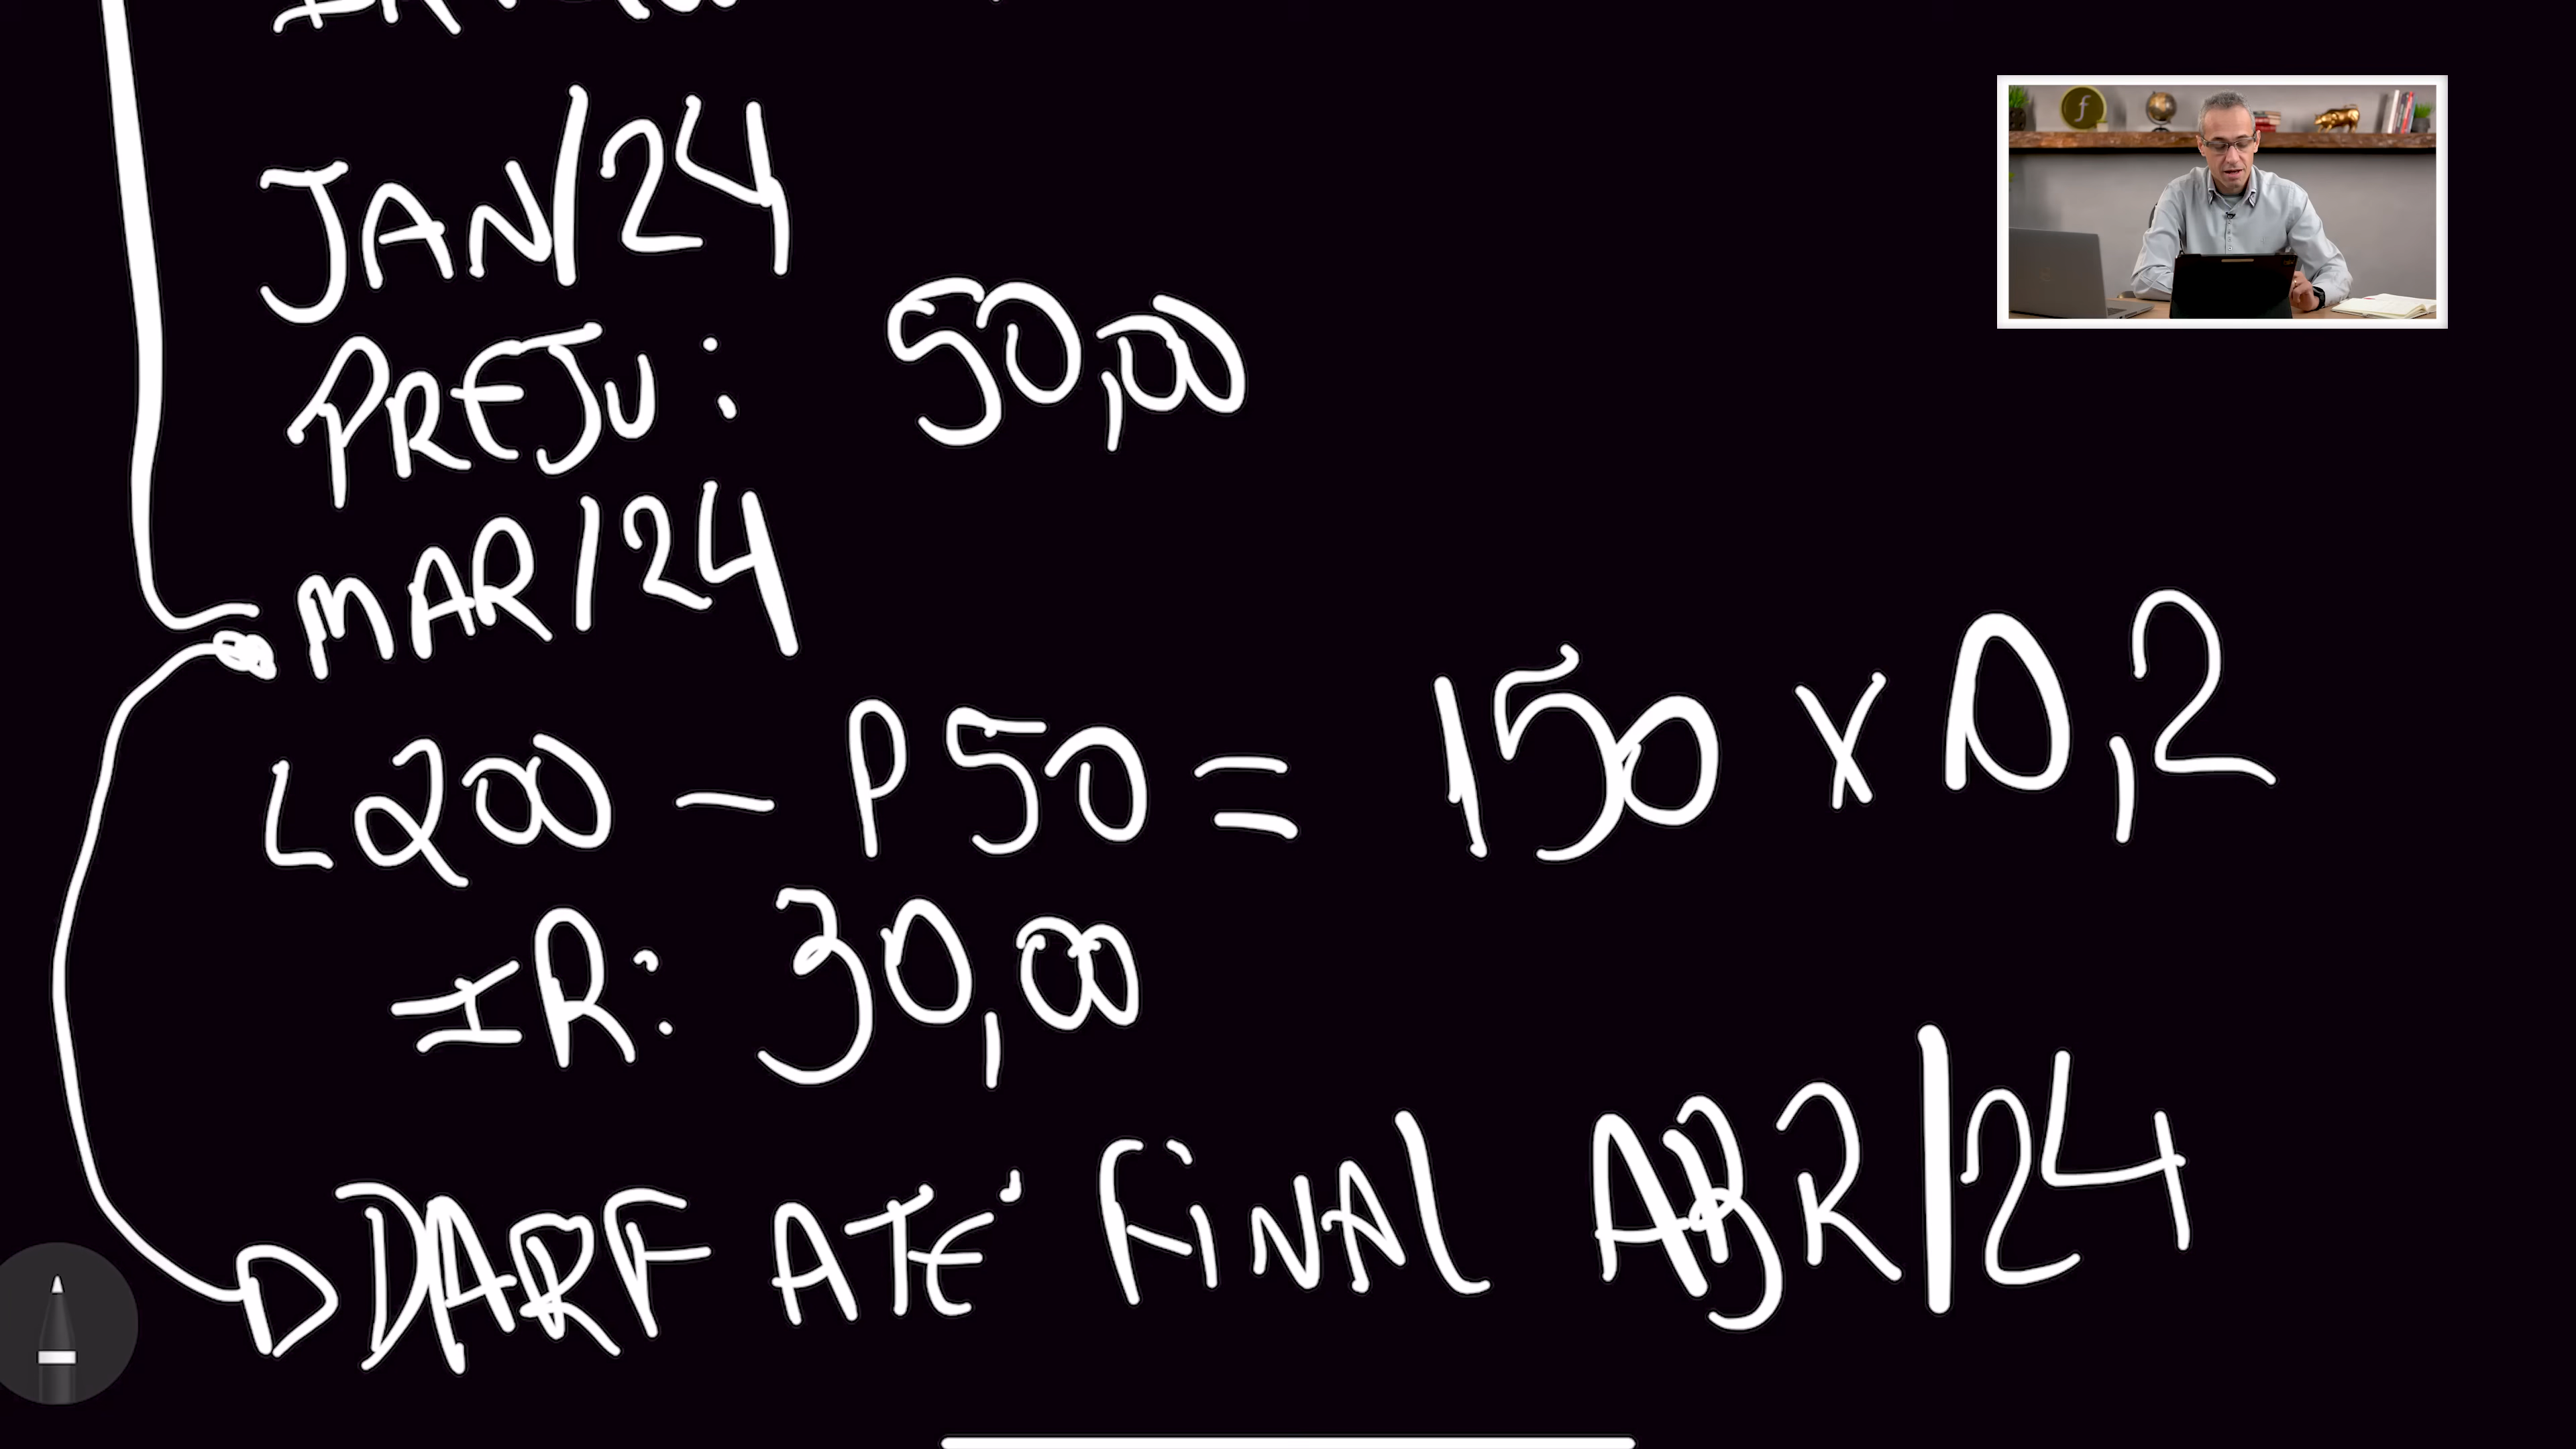 JAN/24
PREJU: 50,00
MAR/24
L200 - P50 = 150 X 0,2
IR: 30,00
DARF ATÉ FINAL ABR/24